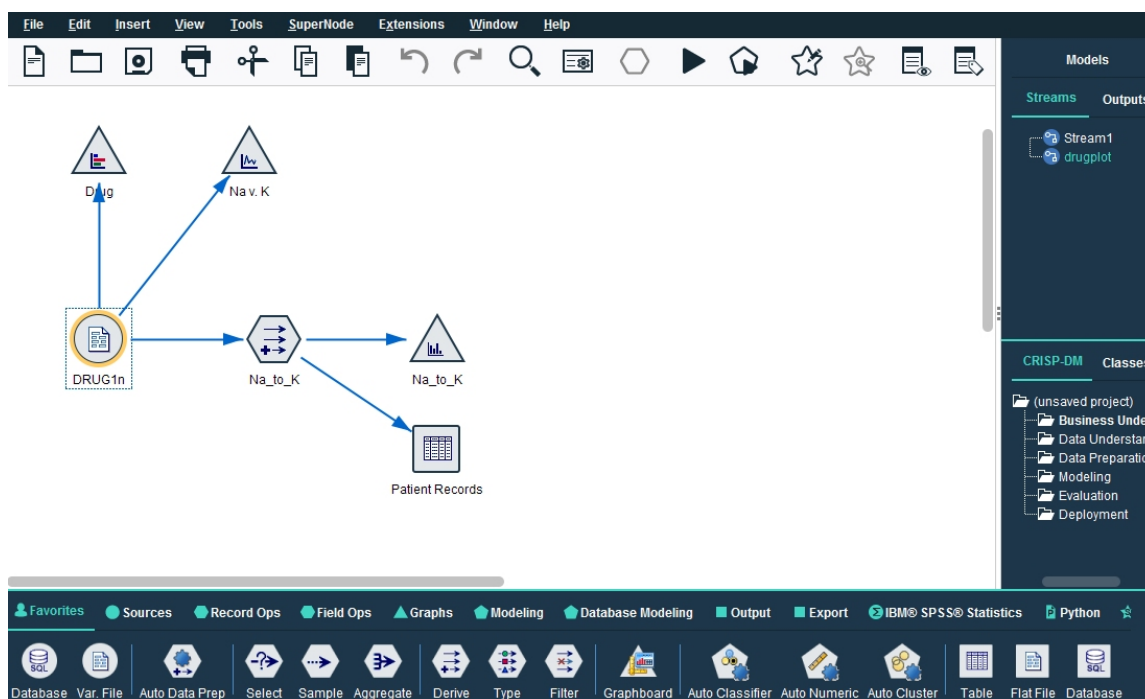 File Edit Insert View Tools SuperNode Extensions Window Help
Models
Streams Outputs
Stream1
drugplot
Drug
Na v. K
DRUG1n
Na_to_K
Na_to_K
Patient Records
CRISP-DM Classes
(unsaved project)
Business Unde
Data Understan
Data Preparatio
Modeling
Evaluation
Deployment
Favorites Sources Record Ops Field Ops Graphs Modeling Database Modeling Output Export IBM® SPSS® Statistics Python
SQL SQL
Database Var. File Auto Data Prep Select Sample Aggregate Derive Type Filter Graphboard Auto Classifier Auto Numeric Auto Cluster Table Flat File Database